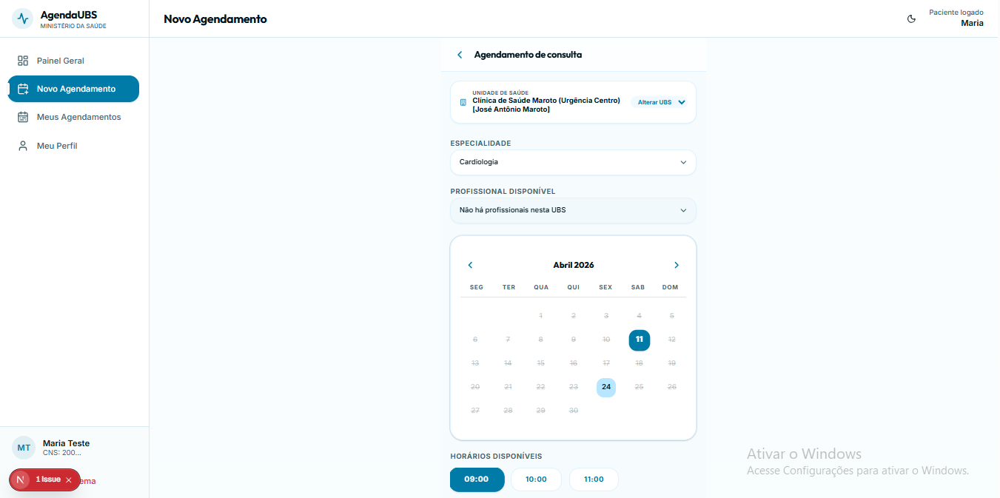 AgendaUBS
MINISTÉRIO DA SAÚDE
Novo Agendamento
Paciente logado
Maria
Painel Geral
Novo Agendamento
Meus Agendamentos
Meu Perfil
Agendamento de consulta
UNIDADE DE SAÚDE
Clínica de Saúde Maroto (Urgência Centro)
[José Antônio Maroto]
Alterar UBS
ESPECIALIDADE
Cardiologia
PROFISSIONAL DISPONÍVEL
Não há profissionais nesta UBS
Abril 2026
SEG TER QUA QUI SEX SAB DOM
1 2 3 4 5
6 7 8 9 10 11 12
13 14 15 16 17 18 19
20 21 22 23 24 25 26
27 28 29 30
HORÁRIOS DISPONÍVEIS
09:00 10:00 11:00
MT
Maria Teste
CNS: 200...
N 1 Issue
ema
Ativar o Windows
Acesse Configurações para ativar o Windows.